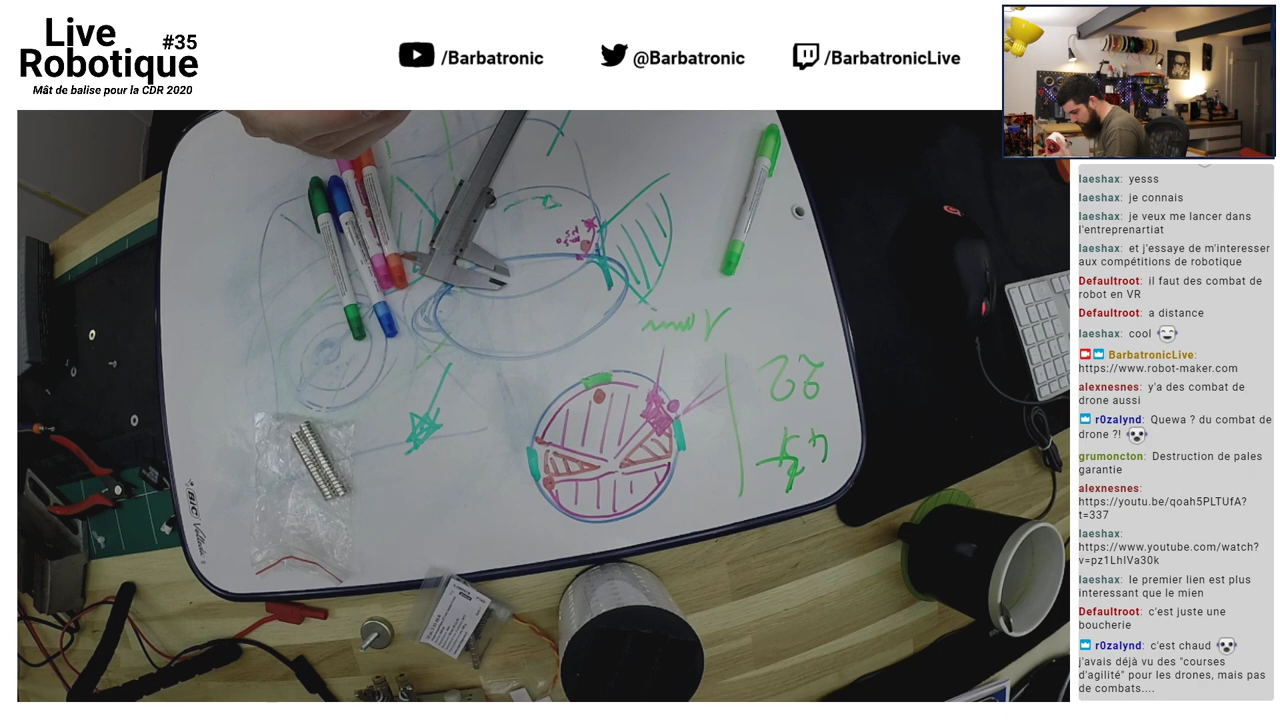 Live
Robotique #35
Mât de balise pour la CDR 2020
/Barbatronic
@Barbatronic
/BarbatronicLive
laeshax: yesss
laeshax: je connais
laeshax: je veux me lancer dans
l'entreprenartiat
laeshax: et j'essaye de m'interesser
aux compétitions de robotique
Defaultroot: il faut des combat de
robot en VR
Defaultroot: a distance
laeshax: cool
BarbatronicLive:
https://www.robot-maker.com
alexnesnes: y'a des combat de
drone aussi
r0zalynd: Quewa ? du combat de
drone ?!
grumoncton: Destruction de pales
garantie
alexnesnes:
https://youtu.be/qoah5PLTUfA?
t=337
laeshax:
https://www.youtube.com/watch?
v=pz1LhIVa30k
laeshax: le premier lien est plus
interessant que le mien
Defaultroot: c'est juste une
boucherie
r0zalynd: c'est chaud
j'avais déjà vu des "courses
d'agilité" pour les drones, mais pas
de combats....
BIC Velleda
22